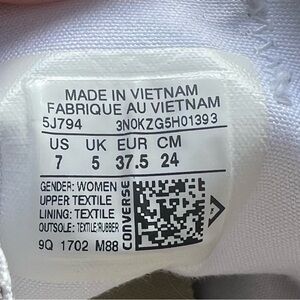 MADE IN VIETNAM
FABRIQUE AU VIETNAM
5J794 3N0KZG5H01393
US UK EUR CM
7 5 37.5 24
GENDER: WOMEN
UPPER: TEXTILE
LINING: TEXTILE
OUTSOLE: TEXTILE/RUBBER
CONVERSE
9Q 1702 M88